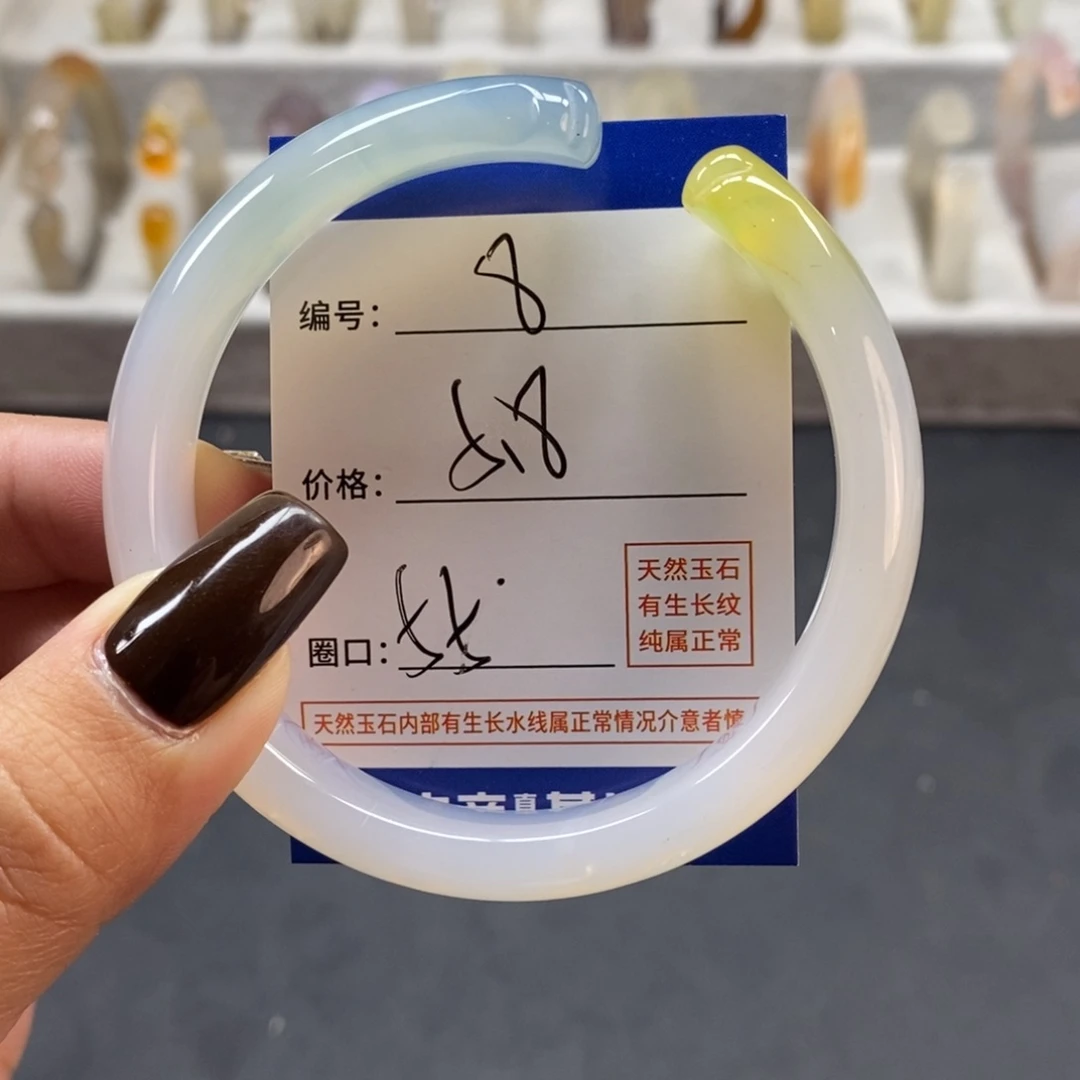 编号: 8
价格:
圈口: 55
天然玉石
有生长纹
纯属正常
天然玉石内部有生长水线属正常情况介意者慎